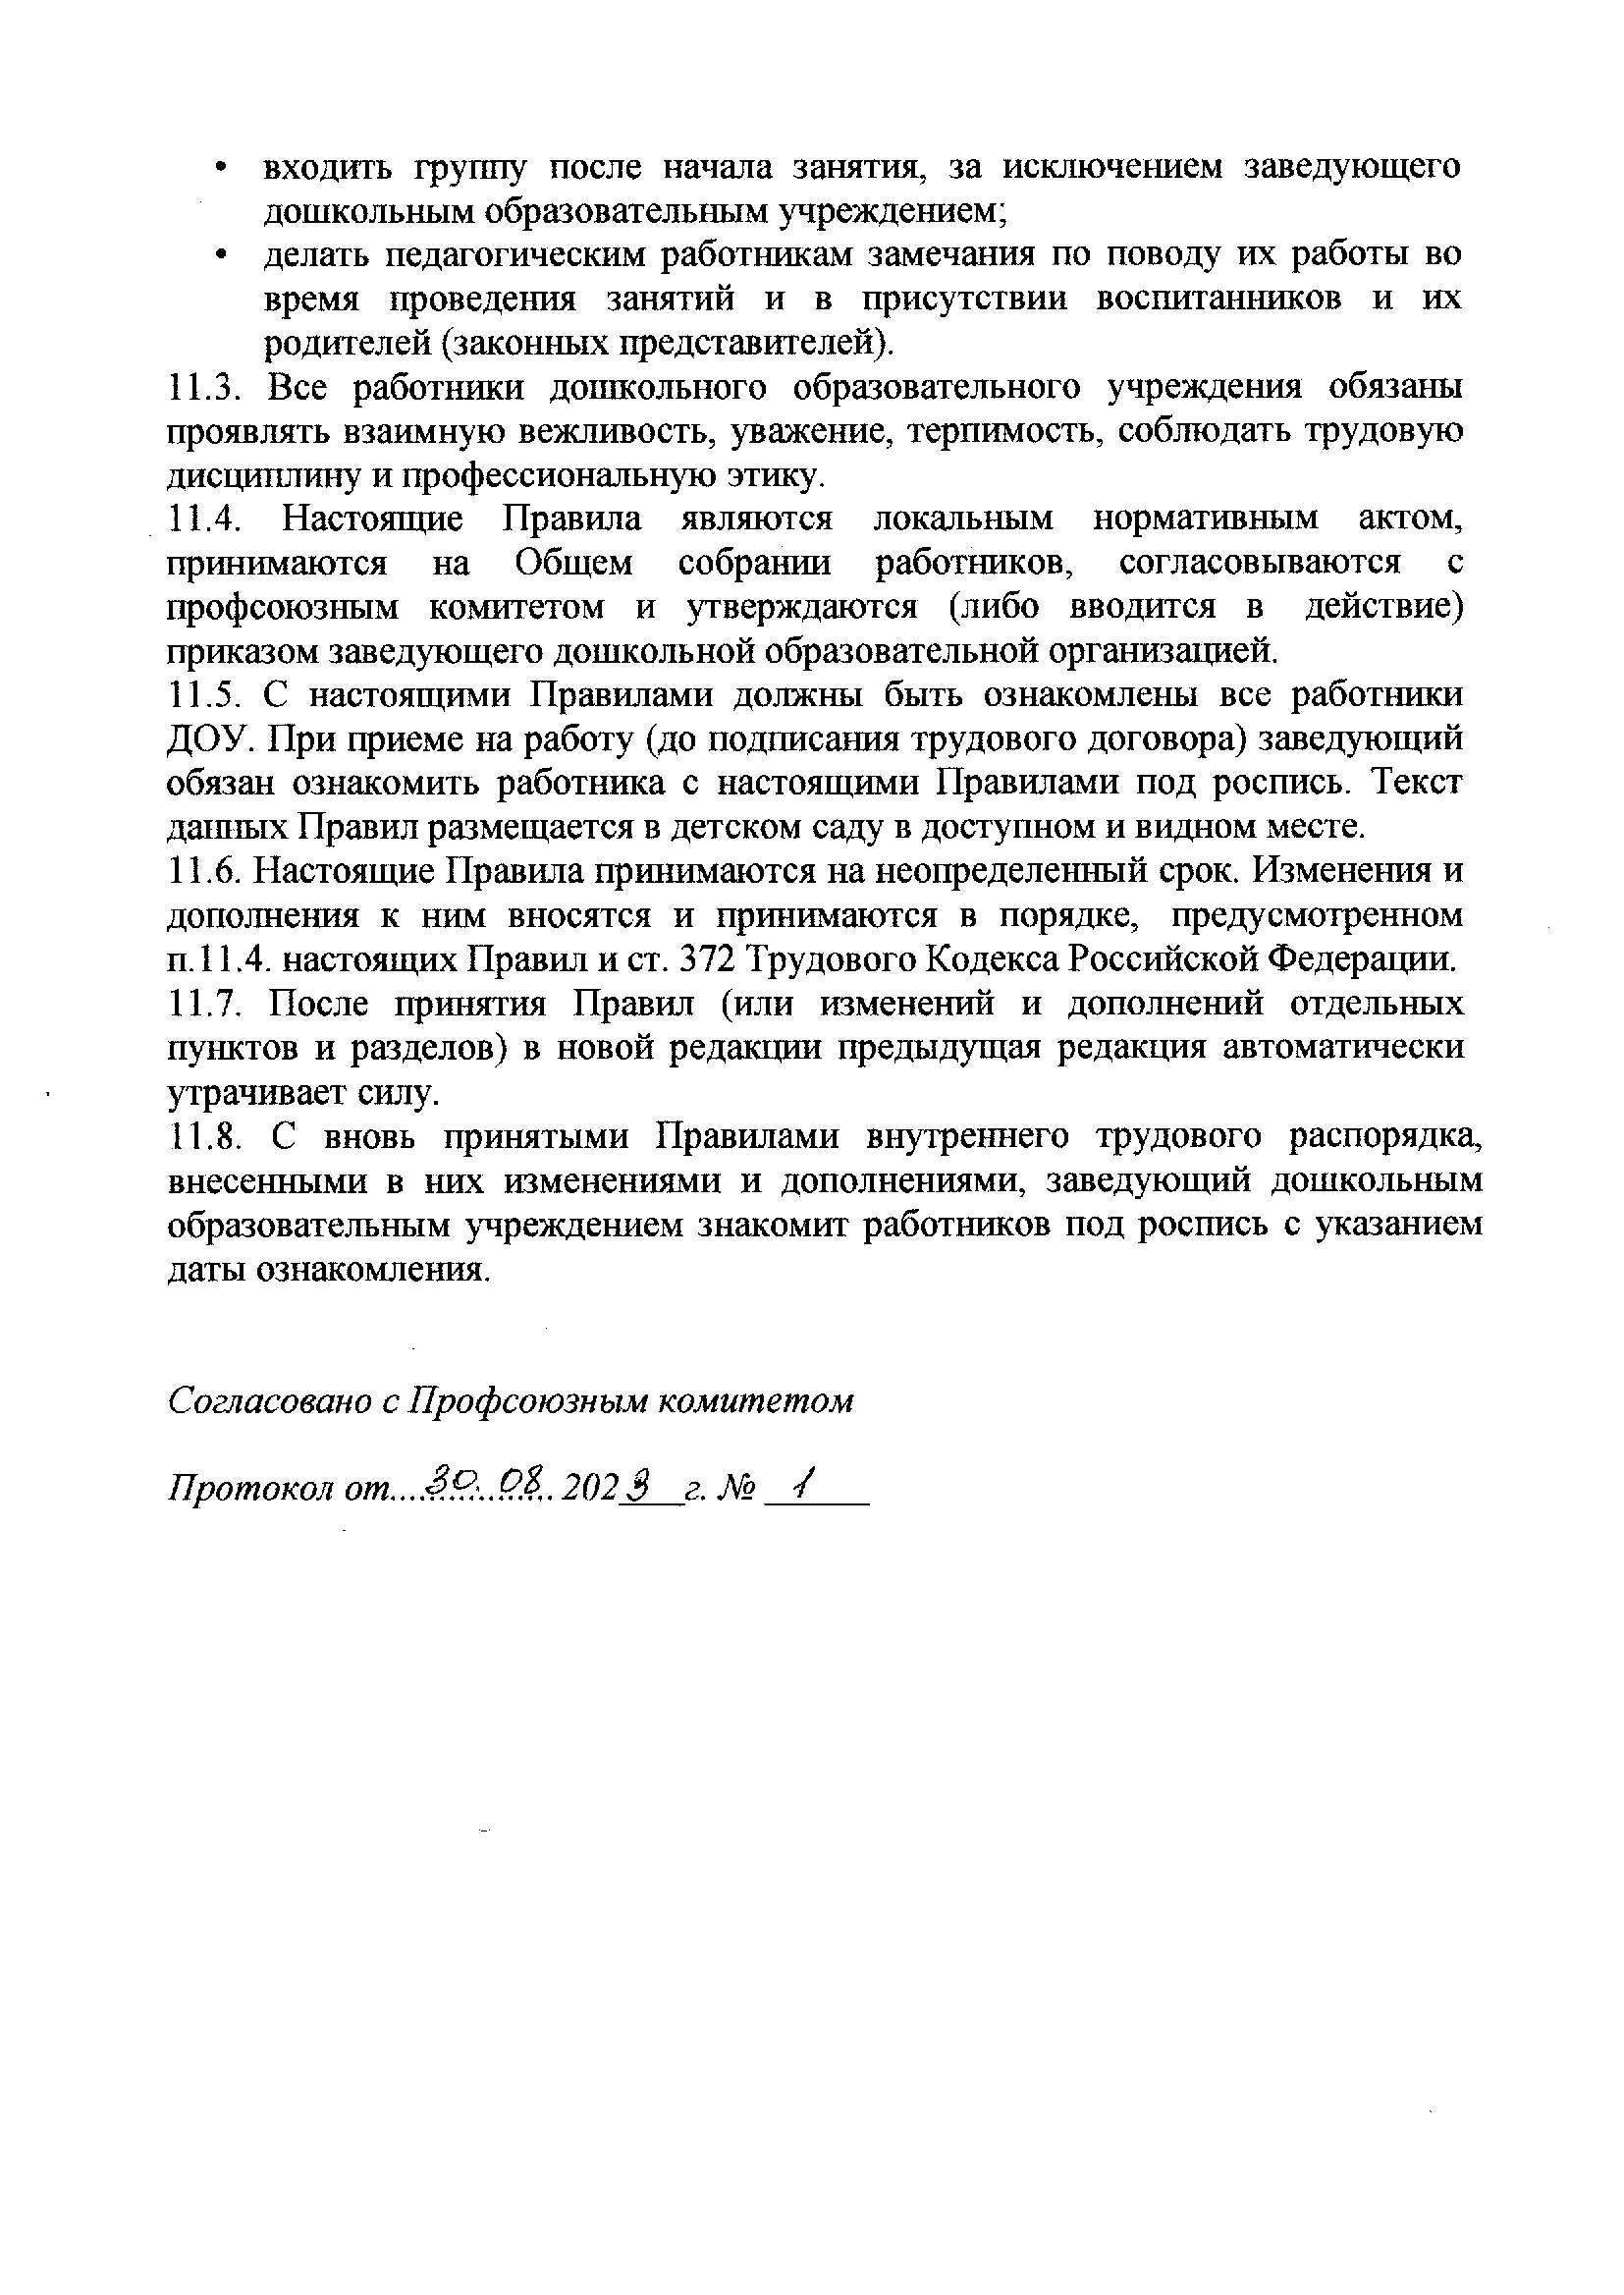 • входить группу после начала занятия, за исключением заведующего
дошкольным образовательным учреждением;
• делать педагогическим работникам замечания по поводу их работы во
время проведения занятий и в присутствии воспитанников и их
родителей (законных представителей).
11.3. Все работники дошкольного образовательного учреждения обязаны
проявлять взаимную вежливость, уважение, терпимость, соблюдать трудовую
дисциплину и профессиональную этику.
11.4. Настоящие Правила являются локальным нормативным актом,
принимаются на Общем собрании работников, согласовываются с
профсоюзным комитетом и утверждаются (либо вводится в действие)
приказом заведующего дошкольной образовательной организацией.
11.5. С настоящими Правилами должны быть ознакомлены все работники
ДОУ. При приеме на работу (до подписания трудового договора) заведующий
обязан ознакомить работника с настоящими Правилами под роспись. Текст
данных Правил размещается в детском саду в доступном и видном месте.
11.6. Настоящие Правила принимаются на неопределенный срок. Изменения и
дополнения к ним вносятся и принимаются в порядке, предусмотренном
п.11.4. настоящих Правил и ст. 372 Трудового Кодекса Российской Федерации.
11.7. После принятия Правил (или изменений и дополнений отдельных
пунктов и разделов) в новой редакции предыдущая редакция автоматически
утрачивает силу.
11.8. С вновь принятыми Правилами внутреннего трудового распорядка,
внесенными в них изменениями и дополнениями, заведующий дошкольным
образовательным учреждением знакомит работников под роспись с указанием
даты ознакомления.
Согласовано с Профсоюзным комитетом
Протокол от....30..08..2023 г. № 1